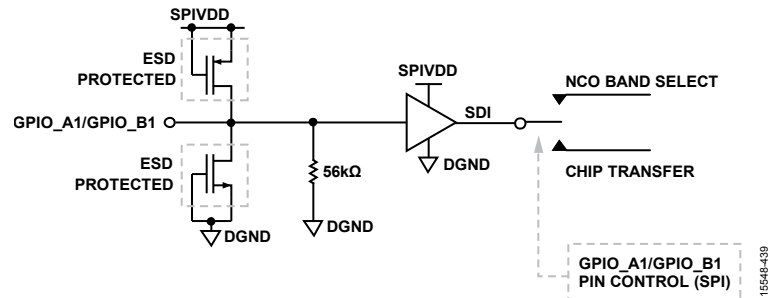 SPIVDD
ESD
PROTECTED
SPIVDD
NCO BAND SELECT
GPIO_A1/GPIO_B1
SDI
ESD
PROTECTED
56kΩ
DGND
CHIP TRANSFER
DGND
DGND
GPIO_A1/GPIO_B1
PIN CONTROL (SPI)
15548-439